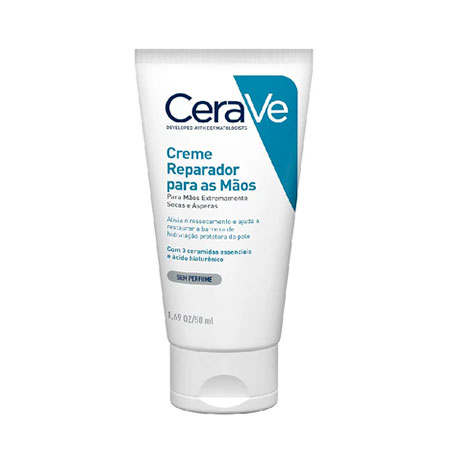 CeraVe
DEVELOPED WITH DERMATOLOGISTS
Creme
Reparador
para as Mãos
Para Mãos Extremamente
Secas e Ásperas
Alivia o ressecamento e ajuda a
restaurar a barreira de
hidratação protetora da pele
Com 3 ceramidas essenciais
e ácido hialurônico
SEM PERFUME
1.69 OZ/50 ml